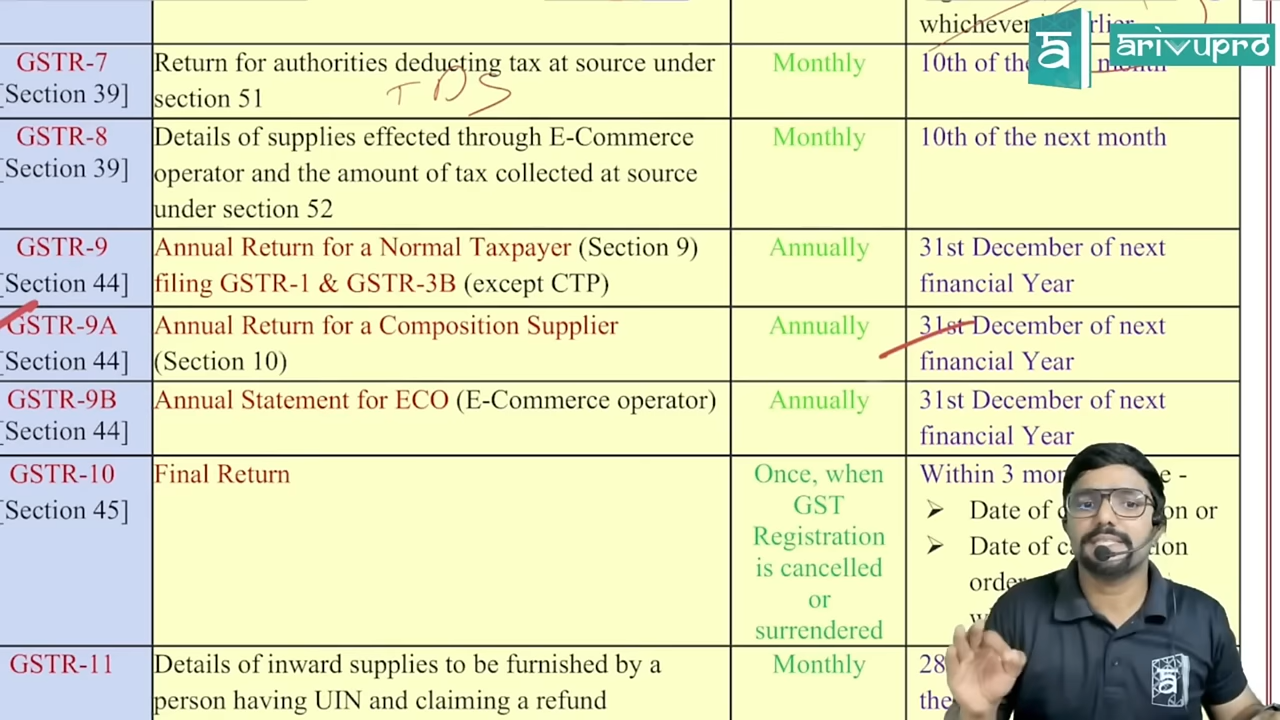 whichever
arivupro
GSTR-7
[Section 39]
Return for authorities deducting tax at source under
section 51
TDS
Monthly
10th of the month
GSTR-8
[Section 39]
Details of supplies effected through E-Commerce
operator and the amount of tax collected at source
under section 52
Monthly
10th of the next month
GSTR-9
[Section 44]
Annual Return for a Normal Taxpayer (Section 9)
filing GSTR-1 & GSTR-3B (except CTP)
Annually
31st December of next
financial Year
GSTR-9A
[Section 44]
Annual Return for a Composition Supplier
(Section 10)
Annually
31st December of next
financial Year
GSTR-9B
[Section 44]
Annual Statement for ECO (E-Commerce operator)
Annually
31st December of next
financial Year
GSTR-10
[Section 45]
Final Return
Once, when
GST
Registration
is cancelled
or
surrendered
Within 3 -
➢ Date of or
➢ Date of
order
GSTR-11
Details of inward supplies to be furnished by a
person having UIN and claiming a refund
Monthly
28